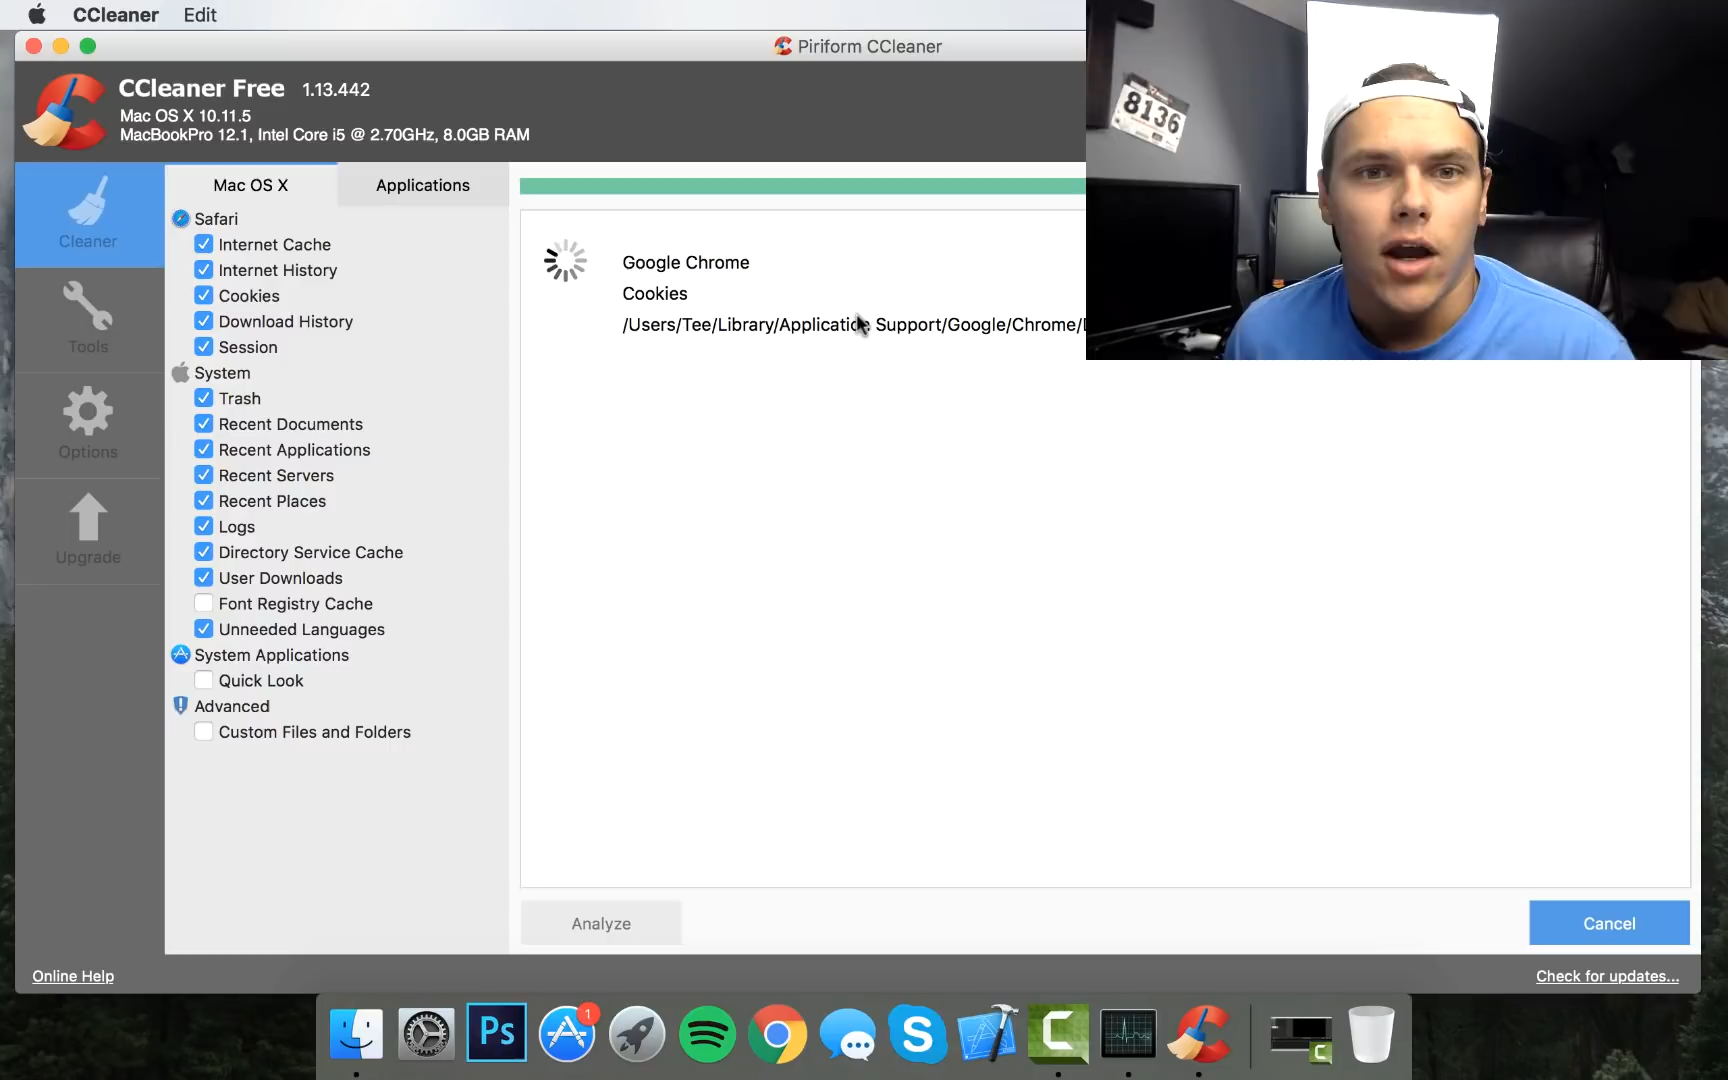 CCleaner Edit
Piriform CCleaner
CCleaner Free 1.13.442
Mac OS X 10.11.5
MacBookPro 12.1, Intel Core i5 @ 2.70GHz, 8.0GB RAM
8136
Cleaner
Tools
Options
Upgrade
Mac OS X Applications
Safari
Internet Cache
Internet History
Cookies
Download History
Session
System
Trash
Recent Documents
Recent Applications
Recent Servers
Recent Places
Logs
Directory Service Cache
User Downloads
Font Registry Cache
Unneeded Languages
System Applications
Quick Look
Advanced
Custom Files and Folders
Google Chrome
Cookies
/Users/Tee/Library/Application Support/Google/Chrome/
Analyze Cancel
Online Help Check for updates...
Ps 1 S